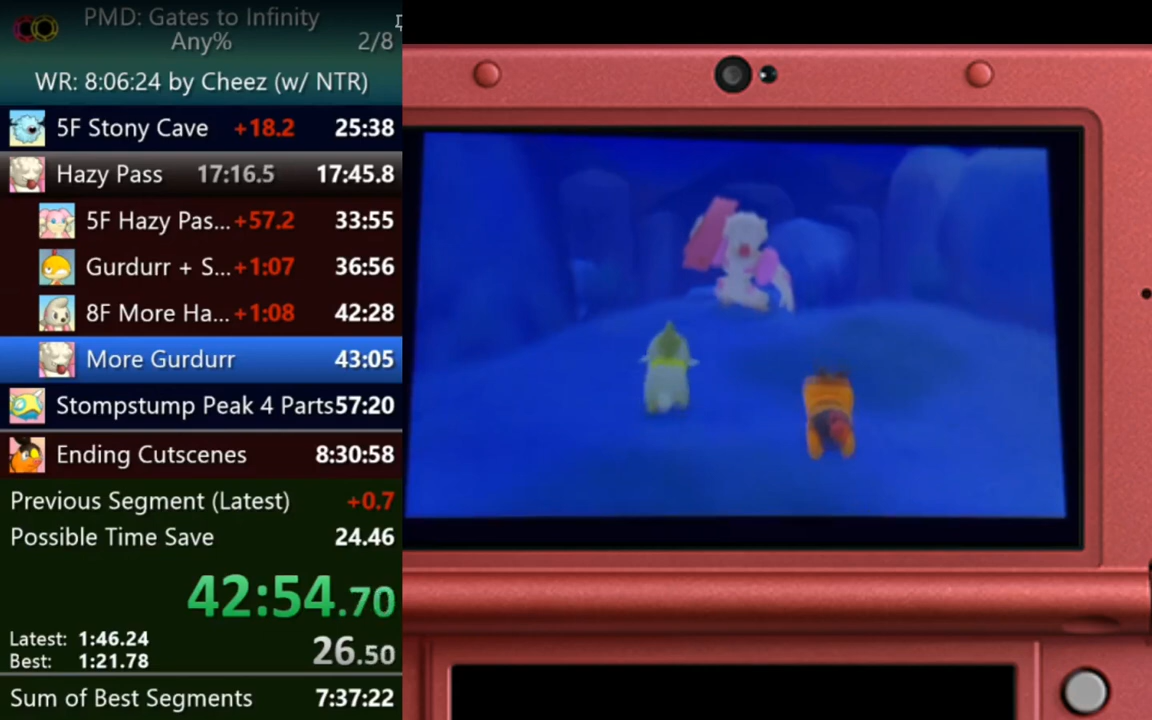 PMD: Gates to Infinity
Any% 2/8
WR: 8:06:24 by Cheez (w/ NTR)
5F Stony Cave +18.2 25:38
Hazy Pass 17:16.5 17:45.8
5F Hazy Pas... +57.2 33:55
Gurdurr + S... +1:07 36:56
8F More Ha... +1:08 42:28
More Gurdurr 43:05
Stompstump Peak 4 Parts 57:20
Ending Cutscenes 8:30:58
Previous Segment (Latest) +0.7
Possible Time Save 24.46
42:54.70
Latest: 1:46.24
Best: 1:21.78
26.50
Sum of Best Segments 7:37:22